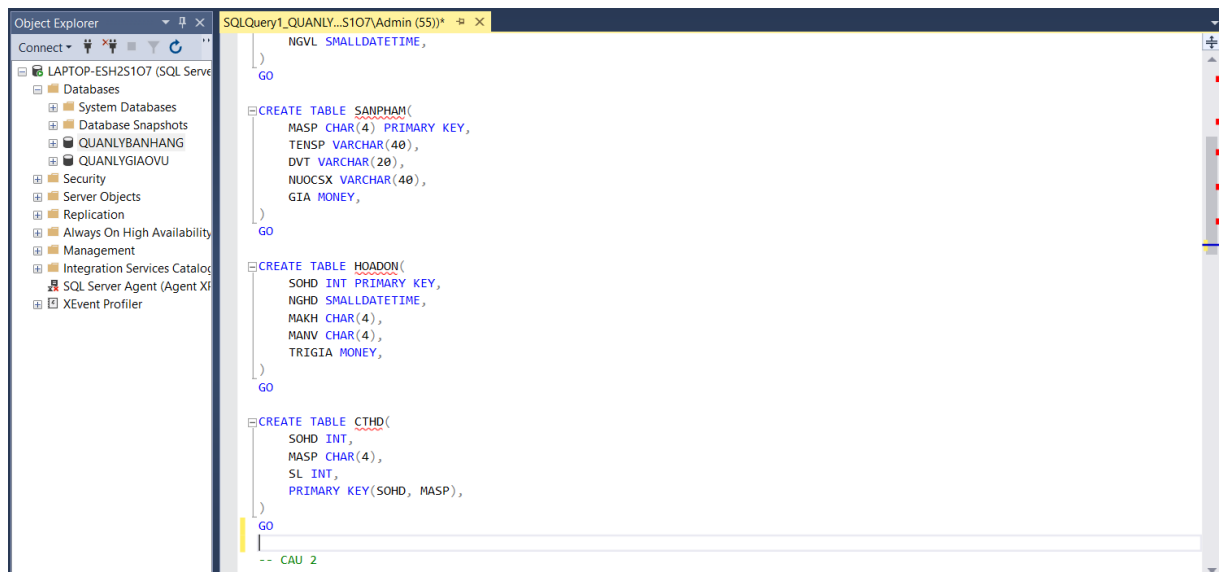 Object Explorer
Connect
LAPTOP-ESH2S1O7 (SQL Serve
Databases
System Databases
Database Snapshots
QUANLYBANHANG
QUANLYGIAOVU
Security
Server Objects
Replication
Always On High Availability
Management
Integration Services Catalog
SQL Server Agent (Agent XP
XEvent Profiler
SQLQuery1_QUANLY...S1O7\Admin (55))*
NGVL SMALLDATETIME,
)
GO
CREATE TABLE SANPHAM(
MASP CHAR(4) PRIMARY KEY,
TENSP VARCHAR(40),
DVT VARCHAR(20),
NUOCSX VARCHAR(40),
GIA MONEY,
)
GO
CREATE TABLE HOADON(
SOHD INT PRIMARY KEY,
NGHD SMALLDATETIME,
MAKH CHAR(4),
MANV CHAR(4),
TRIGIA MONEY,
)
GO
CREATE TABLE CTHD(
SOHD INT,
MASP CHAR(4),
SL INT,
PRIMARY KEY(SOHD, MASP),
)
GO
-- CAU 2